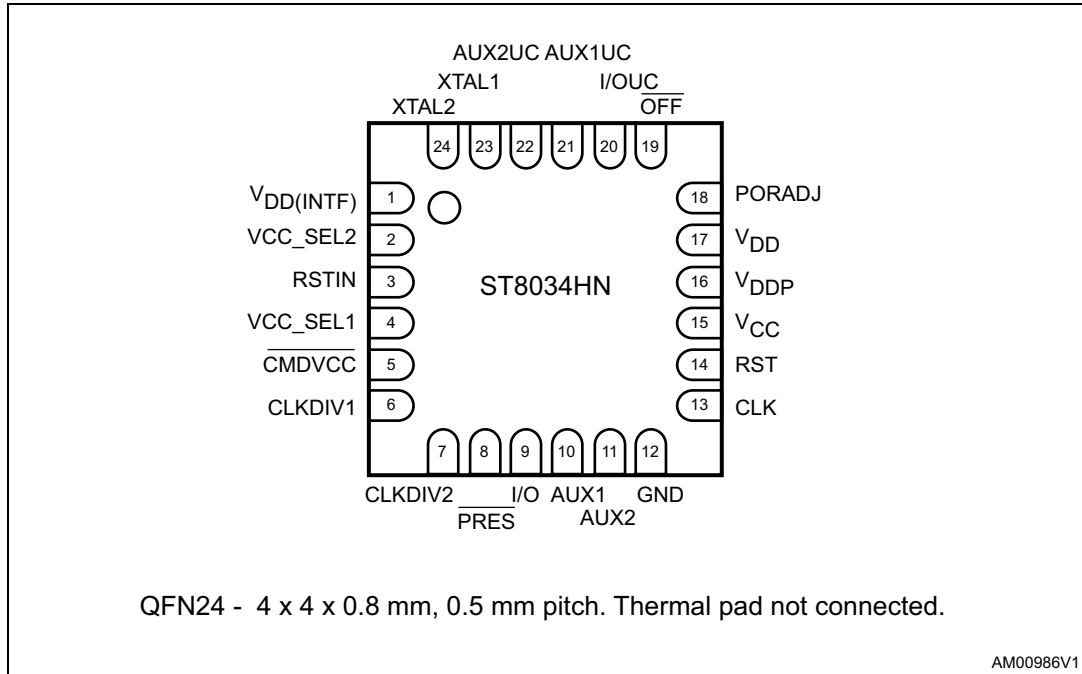 AUX2UC AUX1UC
XTAL1 I/OUC
XTAL2 OFF
24 23 22 21 20 19
VDD(INTF) 1 18 PORADJ
VCC_SEL2 2 17 VDD
RSTIN 3 ST8034HN 16 VDDP
VCC_SEL1 4 15 VCC
CMDVCC 5 14 RST
CLKDIV1 6 13 CLK
7 8 9 10 11 12
CLKDIV2 I/O AUX1 GND
PRES AUX2
QFN24 - 4 x 4 x 0.8 mm, 0.5 mm pitch. Thermal pad not connected.
AM00986V1